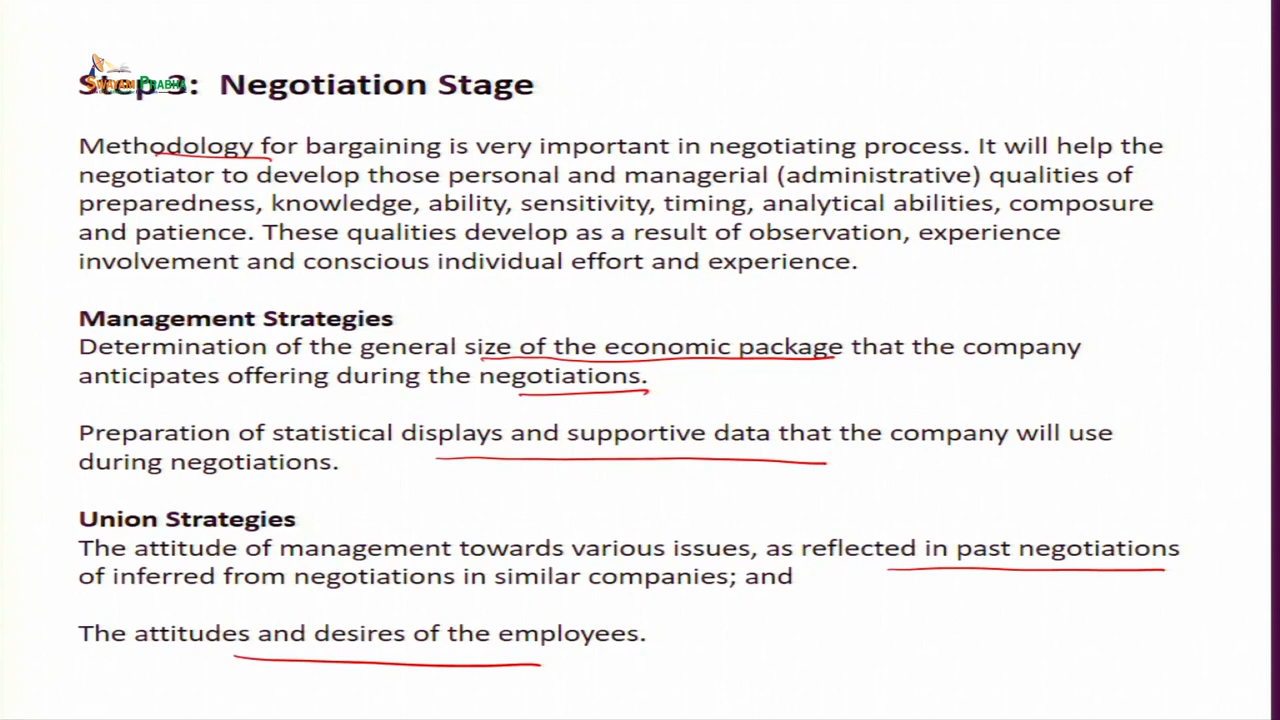 SWAYAM PRABHA
Step 3: Negotiation Stage
Methodology for bargaining is very important in negotiating process. It will help the
negotiator to develop those personal and managerial (administrative) qualities of
preparedness, knowledge, ability, sensitivity, timing, analytical abilities, composure
and patience. These qualities develop as a result of observation, experience
involvement and conscious individual effort and experience.
Management Strategies
Determination of the general size of the economic package that the company
anticipates offering during the negotiations.
Preparation of statistical displays and supportive data that the company will use
during negotiations.
Union Strategies
The attitude of management towards various issues, as reflected in past negotiations
of inferred from negotiations in similar companies; and
The attitudes and desires of the employees.